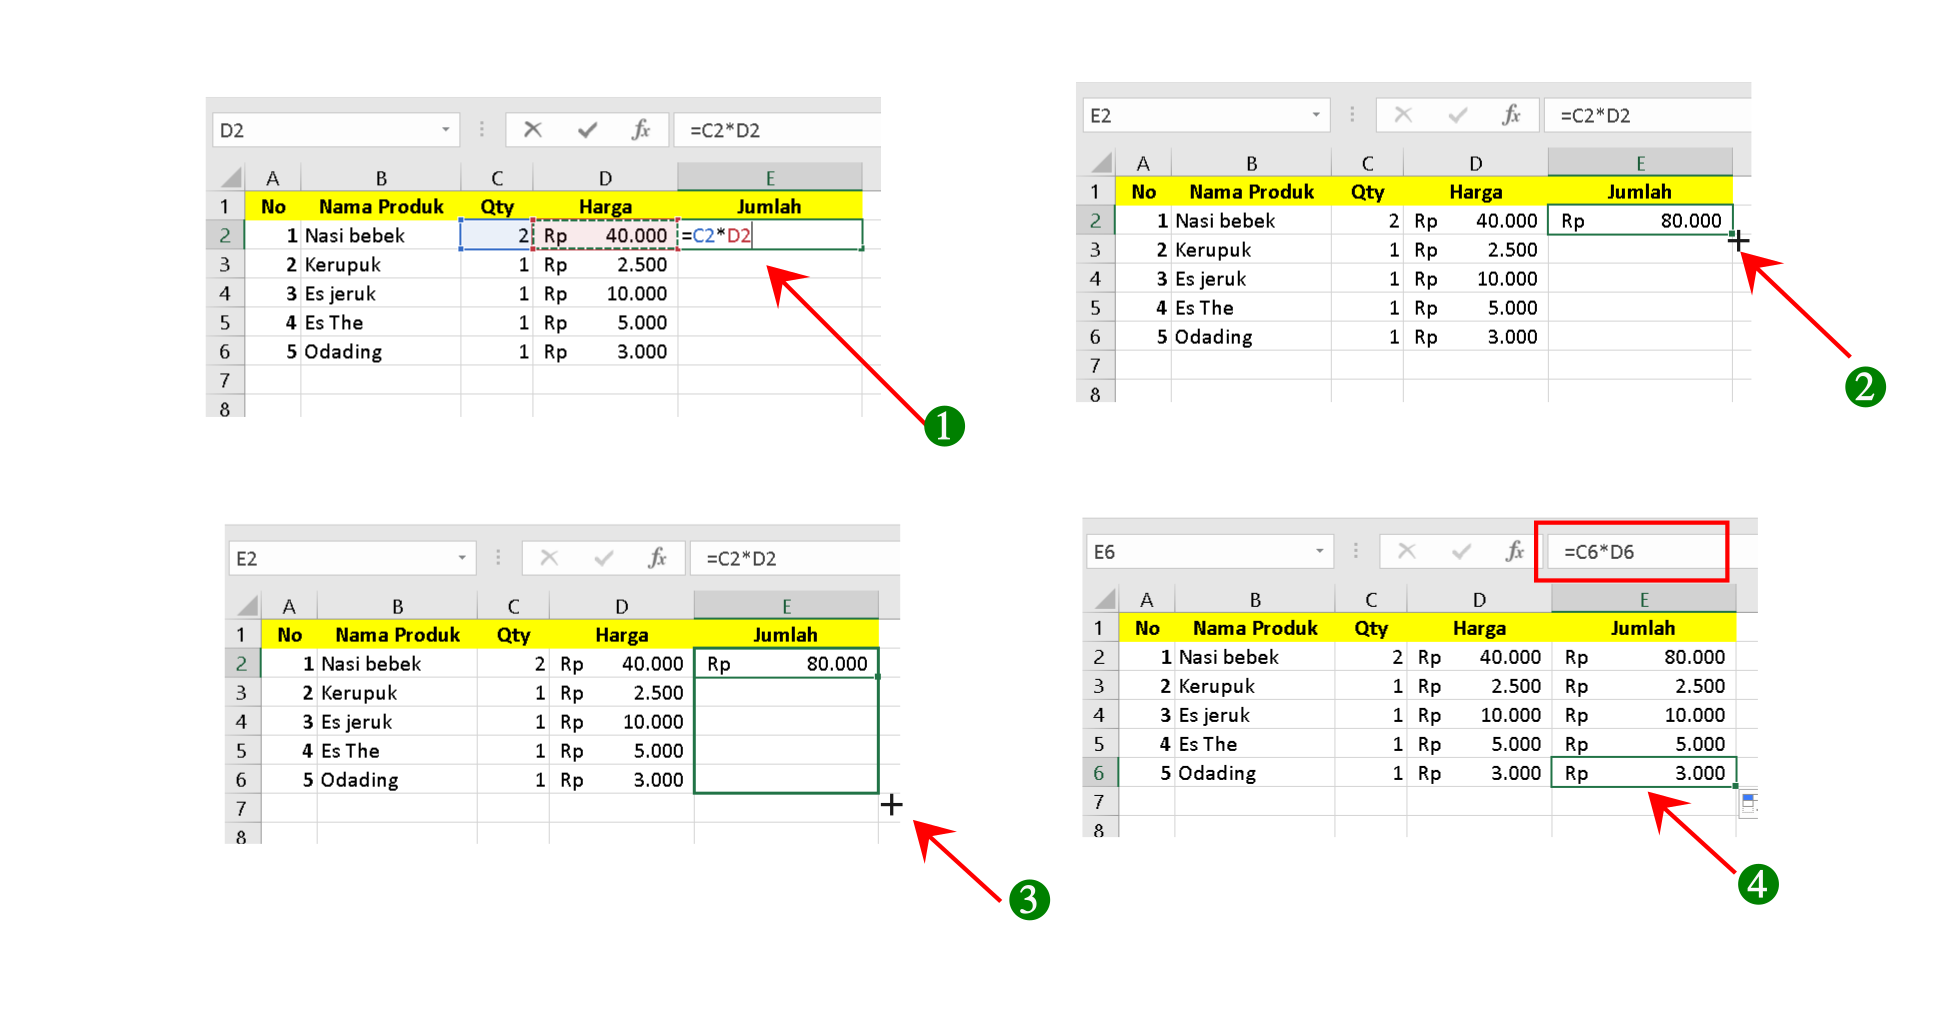 D2 fx =C2*D2
A B C D E
1 No Nama Produk Qty Harga Jumlah
2 1 Nasi bebek 2 Rp 40.000 =C2*D2
3 2 Kerupuk 1 Rp 2.500
4 3 Es jeruk 1 Rp 10.000
5 4 Es The 1 Rp 5.000
6 5 Odading 1 Rp 3.000
7
8
1
E2 fx =C2*D2
A B C D E
1 No Nama Produk Qty Harga Jumlah
2 1 Nasi bebek 2 Rp 40.000 Rp 80.000
3 2 Kerupuk 1 Rp 2.500
4 3 Es jeruk 1 Rp 10.000
5 4 Es The 1 Rp 5.000
6 5 Odading 1 Rp 3.000
7
8
2
E2 fx =C2*D2
A B C D E
1 No Nama Produk Qty Harga Jumlah
2 1 Nasi bebek 2 Rp 40.000 Rp 80.000
3 2 Kerupuk 1 Rp 2.500
4 3 Es jeruk 1 Rp 10.000
5 4 Es The 1 Rp 5.000
6 5 Odading 1 Rp 3.000
7
8
3
E6 fx =C6*D6
A B C D E
1 No Nama Produk Qty Harga Jumlah
2 1 Nasi bebek 2 Rp 40.000 Rp 80.000
3 2 Kerupuk 1 Rp 2.500 Rp 2.500
4 3 Es jeruk 1 Rp 10.000 Rp 10.000
5 4 Es The 1 Rp 5.000 Rp 5.000
6 5 Odading 1 Rp 3.000 Rp 3.000
7
8
4